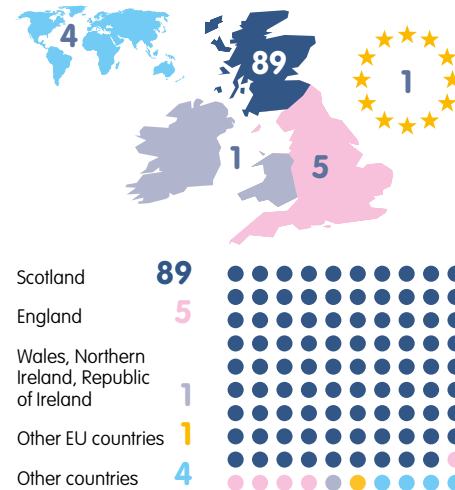 4
89
1
1
5
Scotland 89
England 5
Wales, Northern
Ireland, Republic
of Ireland 1
Other EU countries 1
Other countries 4